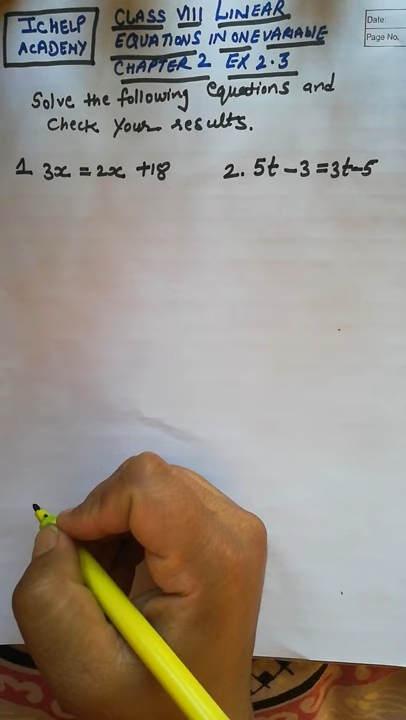 ICHELP
ACADEMY
CLASS VII LINEAR
EQUATIONS IN ONE VARIABLE
CHAPTER 2 EX 2.3
Date:
Page No.
Solve the following equations and
check your results.
1. 3x = 2x + 18
2. 5t - 3 = 3t - 5